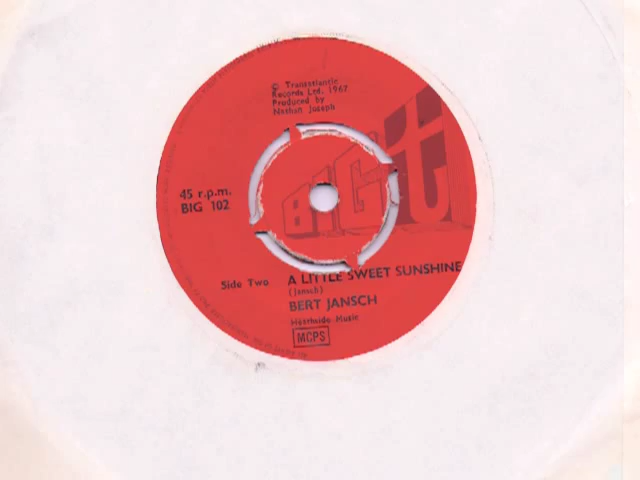 © Transatlantic
Records Ltd. 1967
Produced by
Nathan Joseph
BIG t
45 r.p.m.
BIG 102
Side Two
A LITTLE SWEET SUNSHINE
(Jansch)
BERT JANSCH
Heathside Music
MCPS